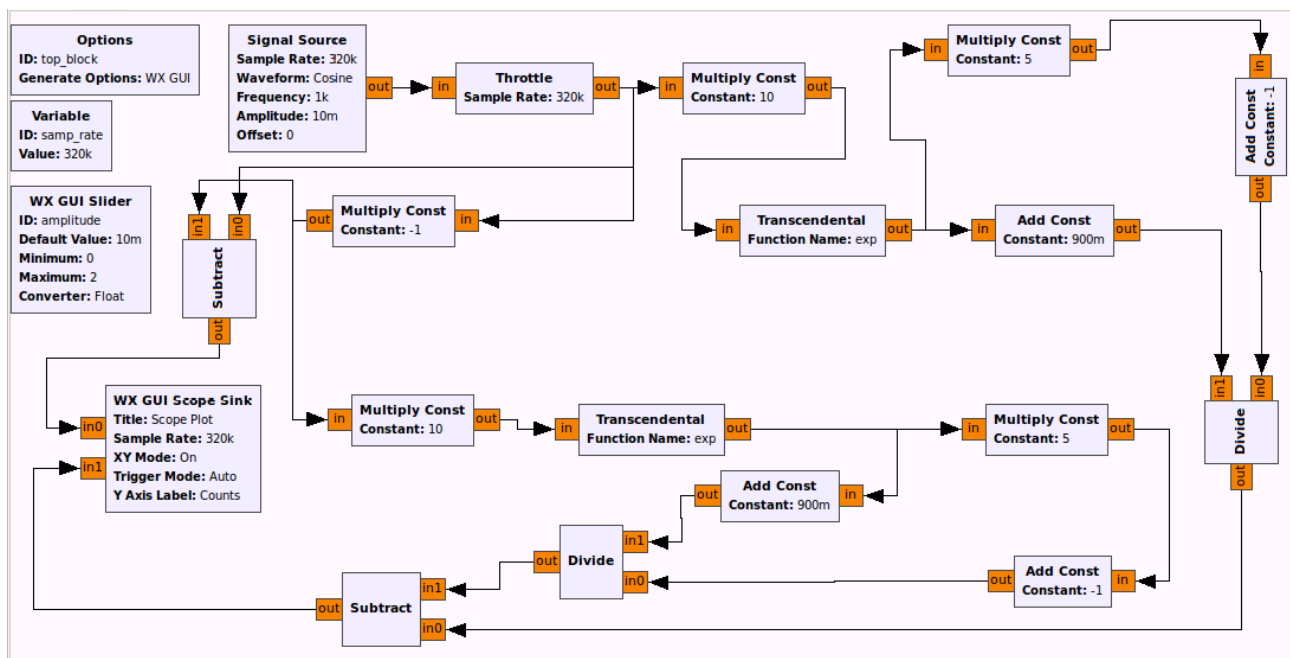 Options
ID: top_block
Generate Options: WX GUI
Variable
ID: samp_rate
Value: 320k
WX GUI Slider
ID: amplitude
Default Value: 10m
Minimum: 0
Maximum: 2
Converter: Float
Signal Source
Sample Rate: 320k
Waveform: Cosine
Frequency: 1k
Amplitude: 10m
Offset: 0
out
in
Throttle
Sample Rate: 320k
out
in
Multiply Const
Constant: 10
out
in
Multiply Const
Constant: 5
out
in
Add Const
Constant: -1
out
out
Multiply Const
Constant: -1
in
in
Transcendental
Function Name: exp
out
in
Add Const
Constant: 900m
out
in1
in0
Subtract
out
in0
in1
WX GUI Scope Sink
Title: Scope Plot
Sample Rate: 320k
XY Mode: On
Trigger Mode: Auto
Y Axis Label: Counts
in
Multiply Const
Constant: 10
out
in
Transcendental
Function Name: exp
out
in
Multiply Const
Constant: 5
out
in1
in0
Divide
out
out
Add Const
Constant: 900m
in
out
Divide
in1
in0
out
Add Const
Constant: -1
in
out
Subtract
in1
in0